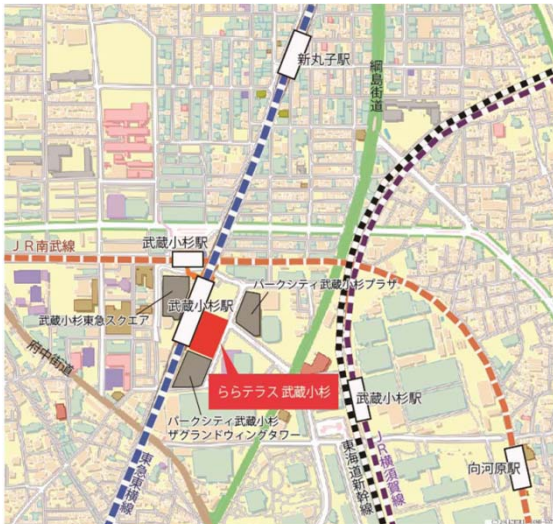 新丸子駅
綱島街道
JR南武線
武蔵小杉駅
武蔵小杉駅
パークシティ武蔵小杉プラザ
武蔵小杉東急スクエア
府中街道
ららテラス 武蔵小杉
パークシティ武蔵小杉
ザグランドウィングタワー
武蔵小杉駅
向河原駅
東急東横線
東海道新幹線
JR横須賀線